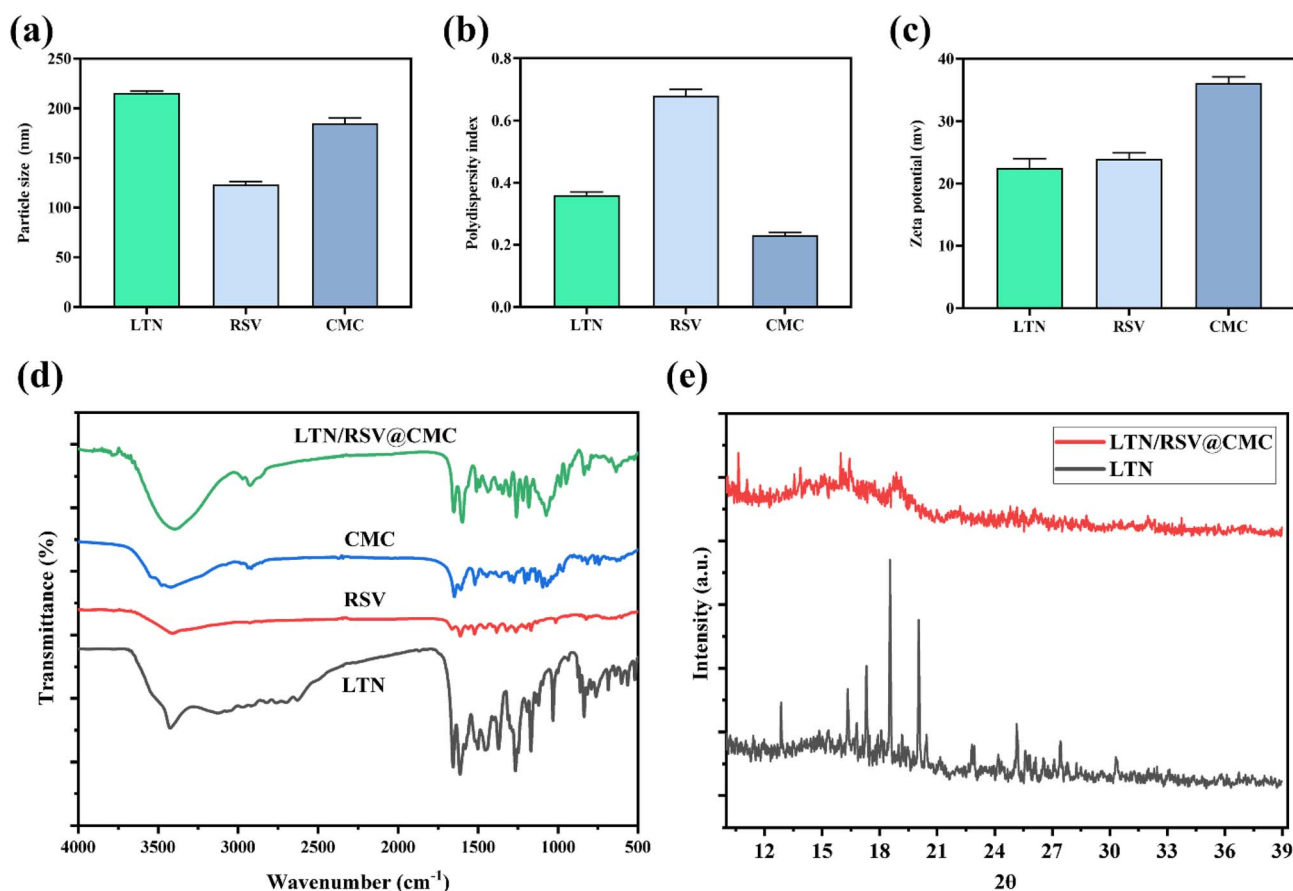 (a)
Particle size (nm)
250
200
150
100
50
0
LTN RSV CMC
(b)
Polydispersity index
0.8
0.6
0.4
0.2
0.0
LTN RSV CMC
(c)
Zeta potential (mv)
40
30
20
10
0
LTN RSV CMC
(d)
Transmittance (%)
LTN/RSV@CMC
CMC
RSV
LTN
4000 3500 3000 2500 2000 1500 1000 500
Wavenumber (cm⁻¹)
(e)
Intensity (a.u.)
LTN/RSV@CMC
LTN
12 15 18 21 24 27 30 33 36 39
2θ